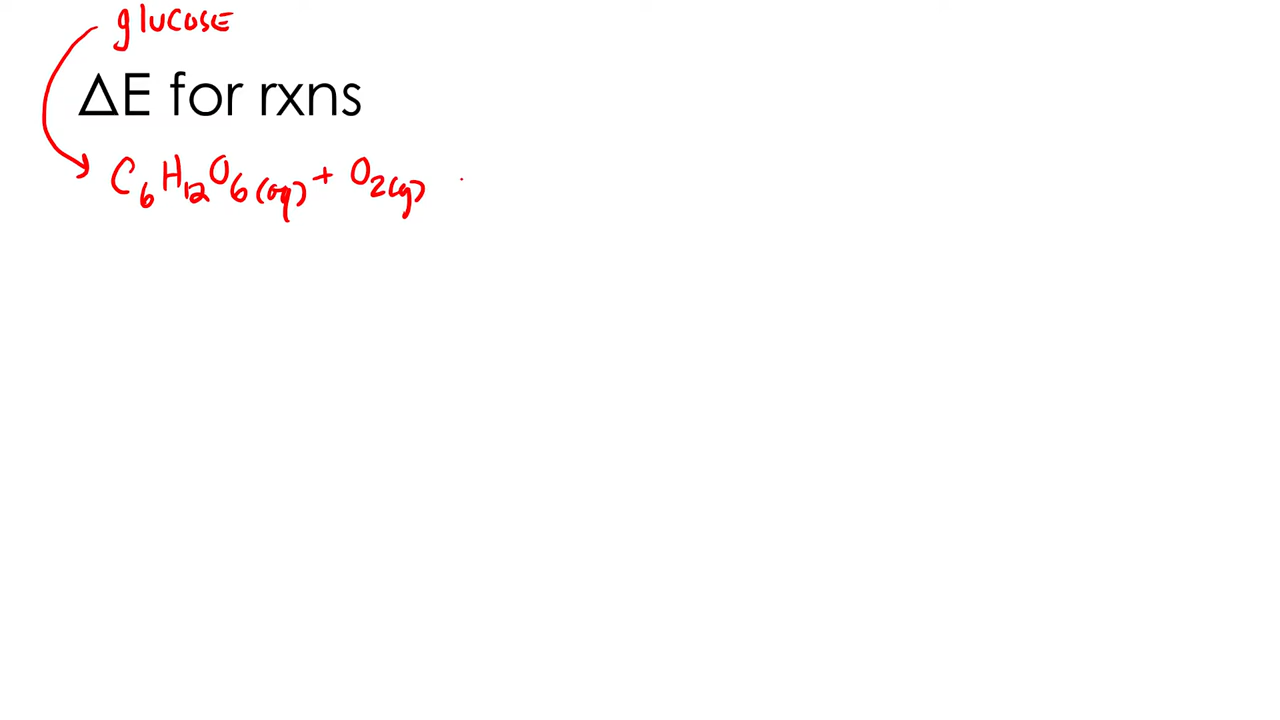 glucose
ΔE for rxns
C₆H₁₂O₆(aq) + O₂(g)